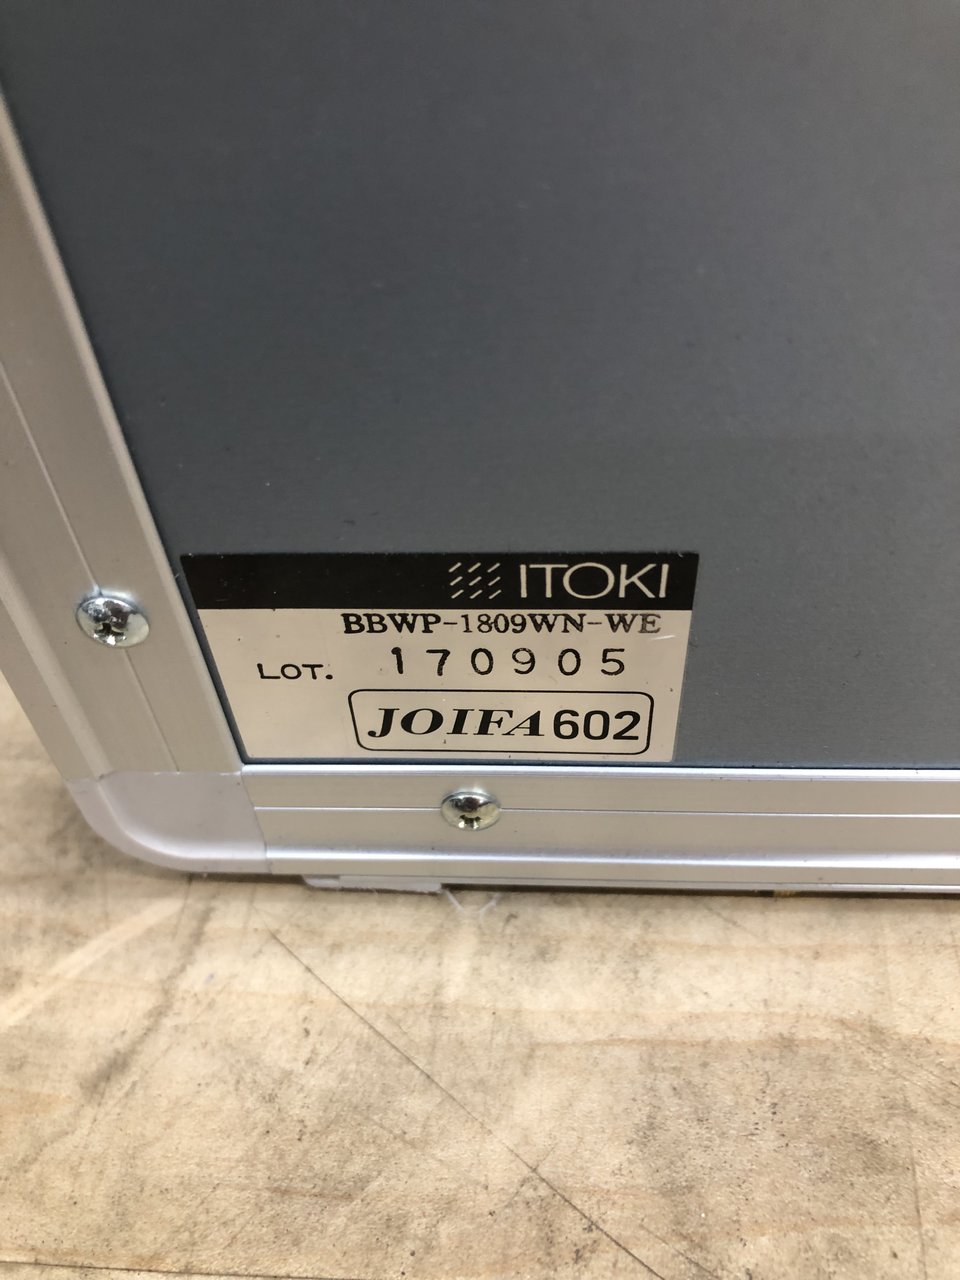 ITOKI
BBWP-1809WN-WE
LOT. 170905
JOIFA602